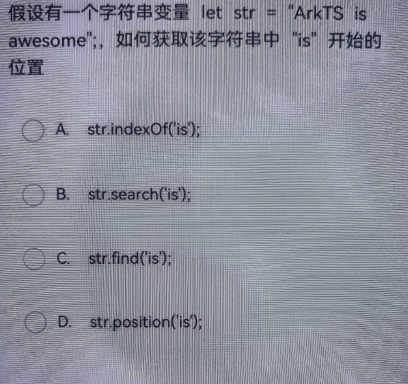 假设有一个字符串变量 let str = "ArkTS is
awesome";，如何获取该字符串中 "is" 开始的
位置
A. str.indexOf('is');
B. str.search('is');
C. str.find('is');
D. str.position('is');